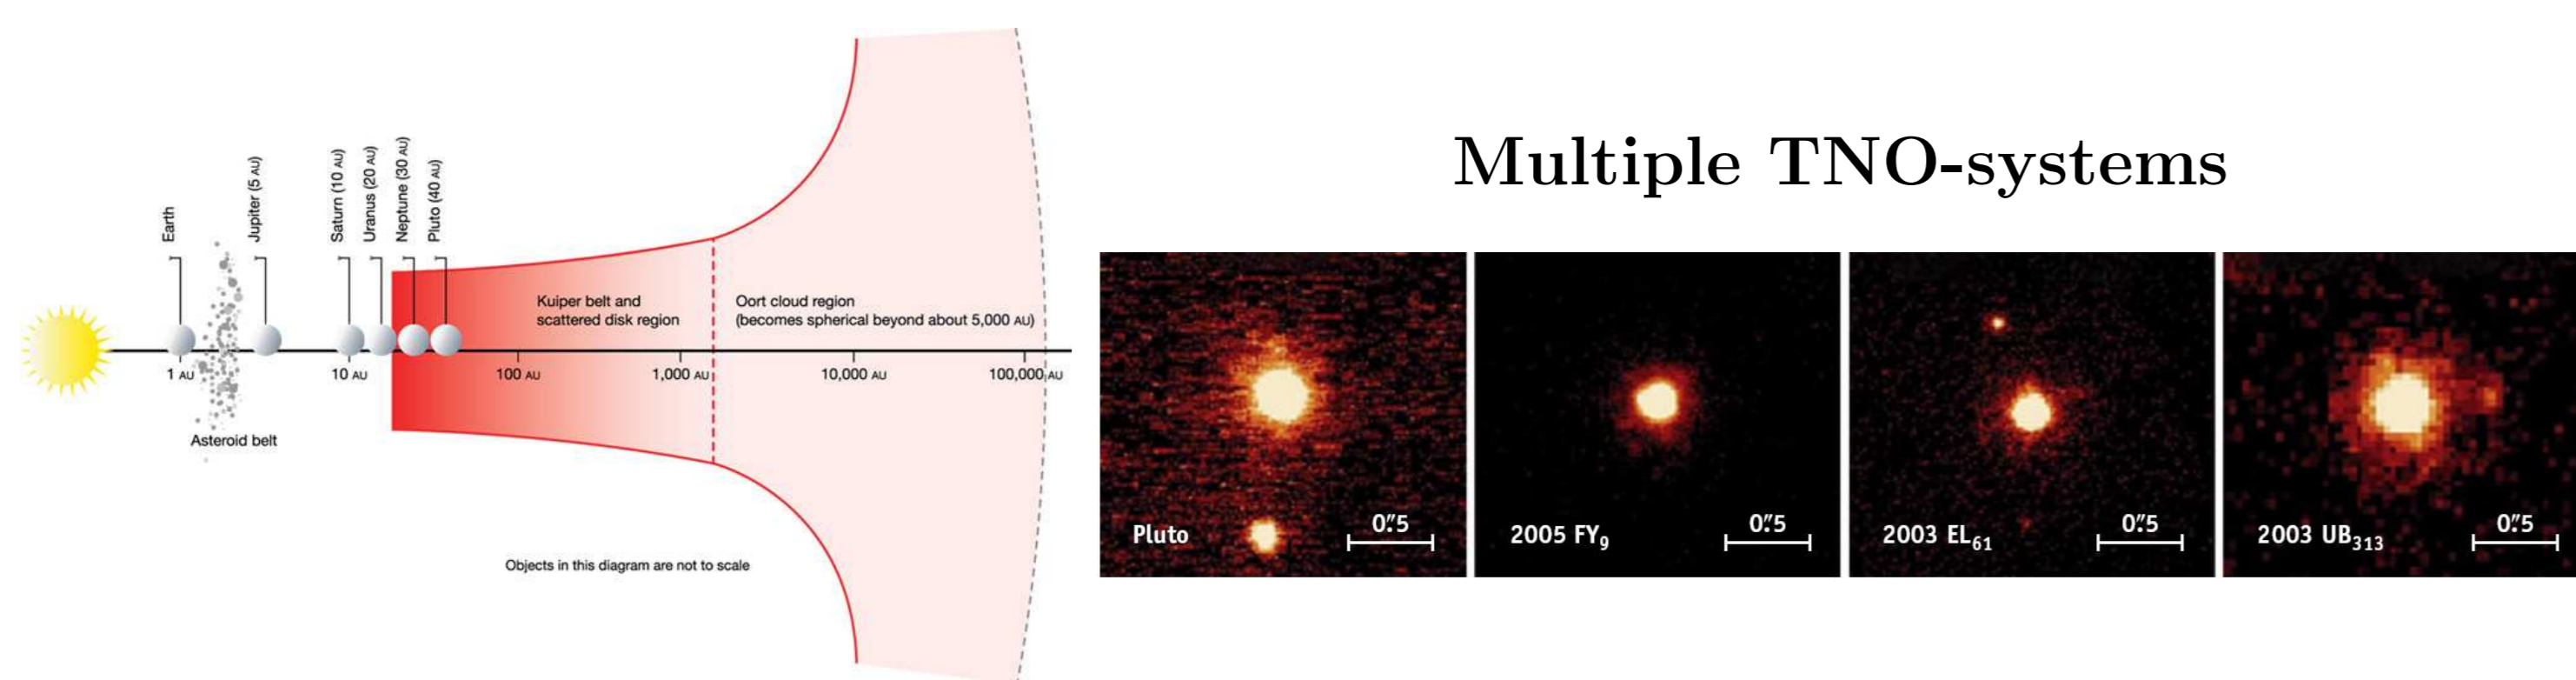 Earth
Jupiter (5 AU)
Saturn (10 AU)
Uranus (20 AU)
Neptune (30 AU)
Pluto (40 AU)
Kuiper belt and
scattered disk region
Oort cloud region
(becomes spherical beyond about 5,000 AU)
1 AU
10 AU
100 AU
1,000 AU
10,000 AU
100,000 AU
Asteroid belt
Objects in this diagram are not to scale
Multiple TNO-systems
Pluto
0".5
2005 FY9
0".5
2003 EL61
0".5
2003 UB313
0".5